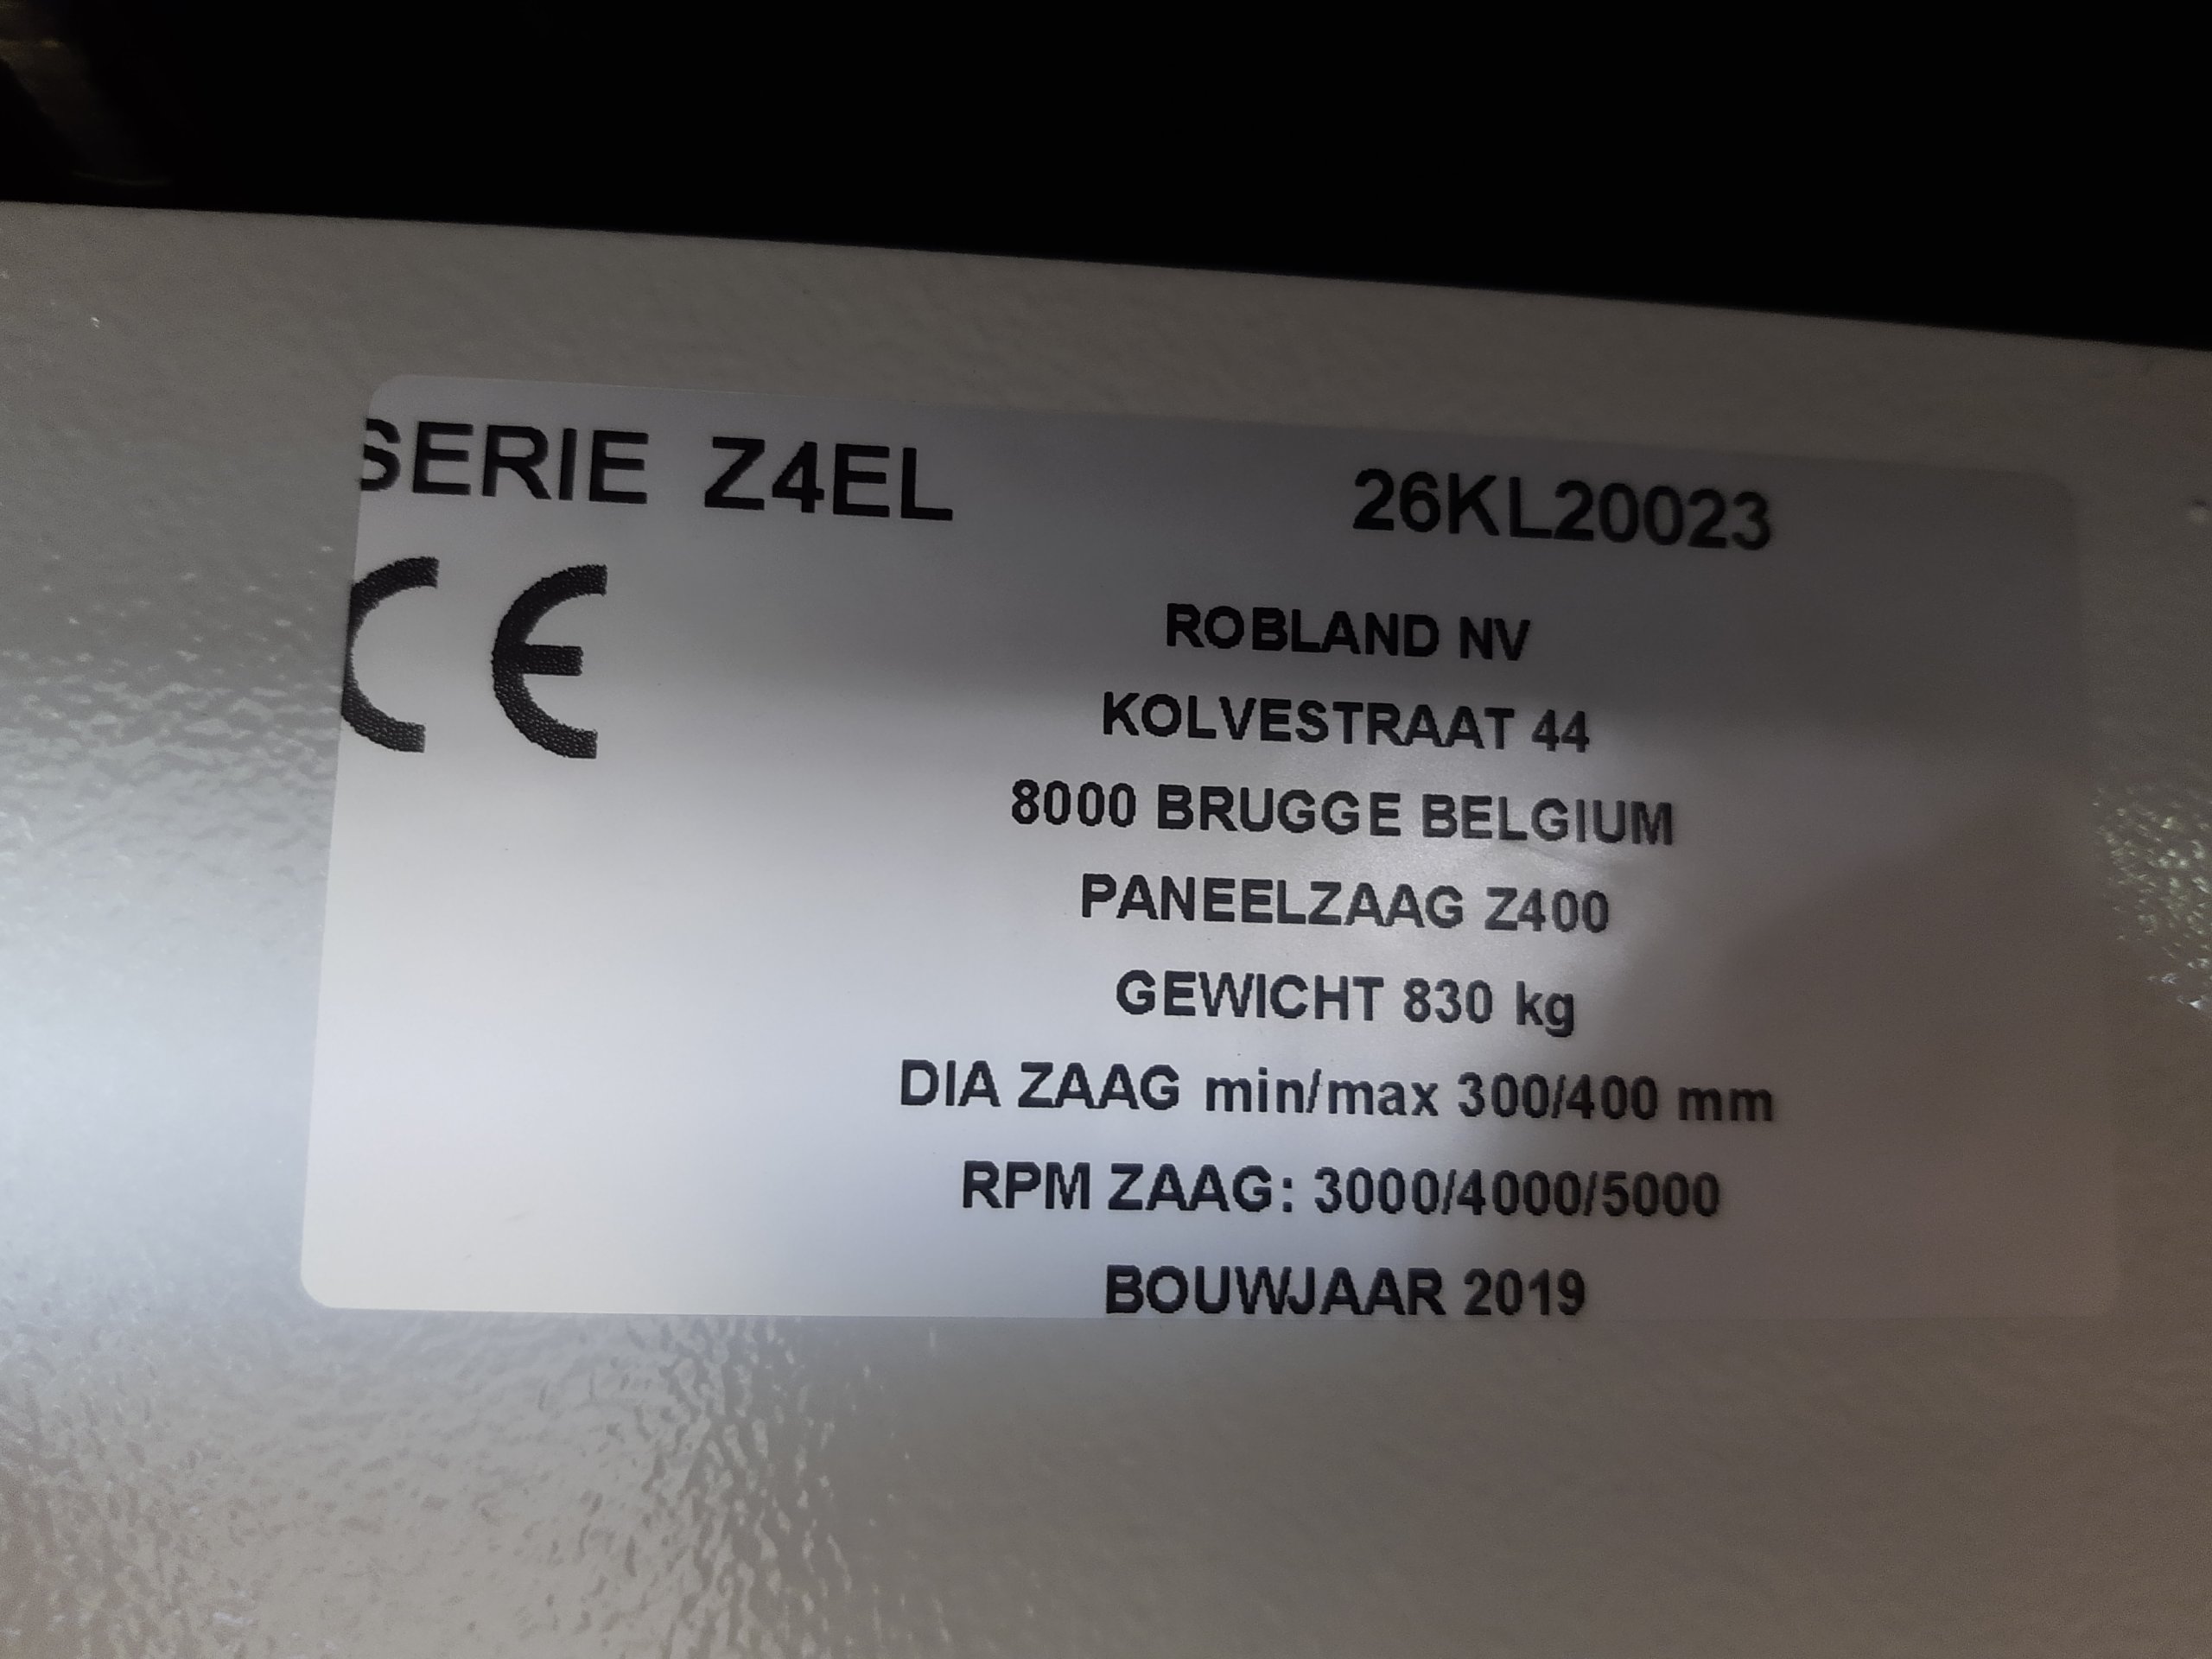 SERIE Z4EL 26KL20023
CE
ROBLAND NV
KOLVESTRAAT 44
8000 BRUGGE BELGIUM
PANEELZAAG Z400
GEWICHT 830 kg
DIA ZAAG min/max 300/400 mm
RPM ZAAG: 3000/4000/5000
BOUWJAAR 2019